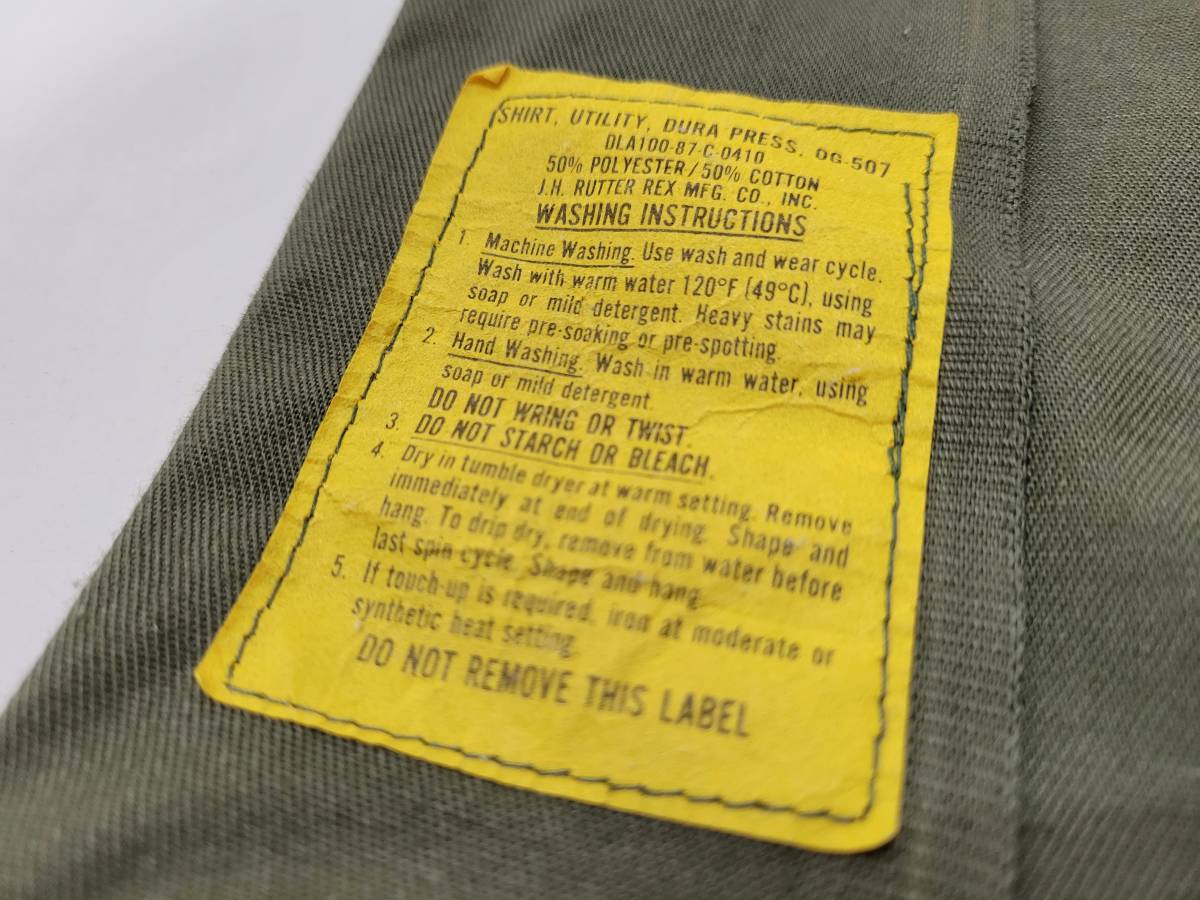 SHIRT, UTILITY, DURA PRESS, OG-507
DLA100-87-C-0410
50% POLYESTER/50% COTTON
J.H. RUTTER REX MFG. CO., INC.
WASHING INSTRUCTIONS
1. Machine Washing. Use wash and wear cycle.
Wash with warm water 120°F (49°C), using
soap or mild detergent. Heavy stains may
require pre-soaking or pre-spotting.
2. Hand Washing. Wash in warm water, using
soap or mild detergent.
DO NOT WRING OR TWIST.
3. DO NOT STARCH OR BLEACH.
4. Dry in tumble dryer at warm setting. Remove
immediately at end of drying. Shape and
hang. To drip dry, remove from water before
last spin cycle. Shape and hang.
5. If touch-up is required, iron at moderate or
synthetic heat setting.
DO NOT REMOVE THIS LABEL